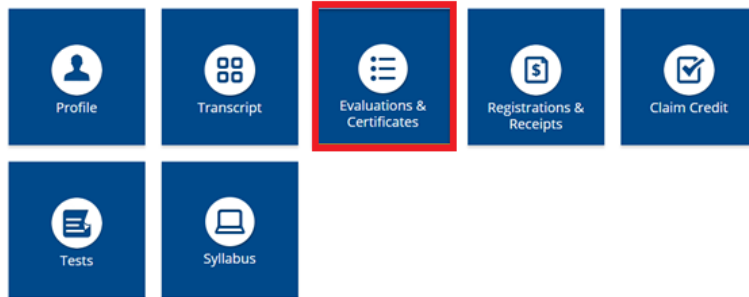 Profile
Transcript
Evaluations &
Certificates
Registrations &
Receipts
Claim Credit
Tests
Syllabus